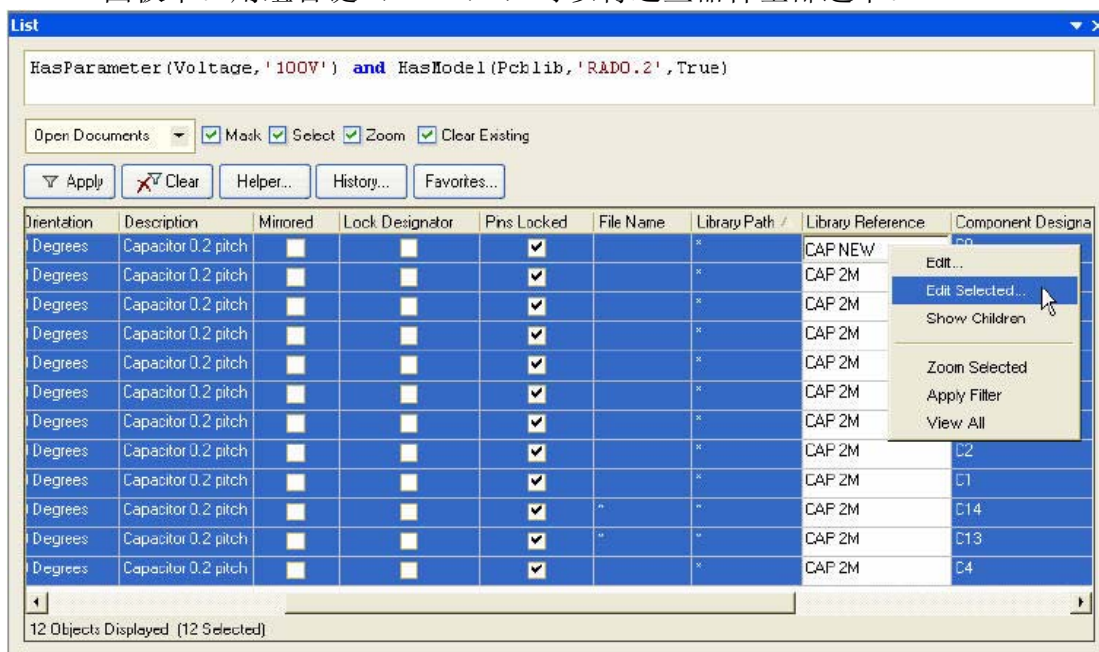 List
HasParameter(Voltage,'100V') and HasModel(Pcblib,'RAD0.2',True)
Open Documents Mask Select Zoom Clear Existing
Apply Clear Helper... History... Favorites...
Orientation Description Mirrored Lock Designator Pins Locked File Name Library Path Library Reference Component Designa
Degrees Capacitor 0.2 pitch * CAP NEW
Degrees Capacitor 0.2 pitch * CAP 2M
Degrees Capacitor 0.2 pitch * CAP 2M
Degrees Capacitor 0.2 pitch * CAP 2M
Degrees Capacitor 0.2 pitch * CAP 2M
Degrees Capacitor 0.2 pitch * CAP 2M
Degrees Capacitor 0.2 pitch * CAP 2M
Degrees Capacitor 0.2 pitch * CAP 2M C2
Degrees Capacitor 0.2 pitch * CAP 2M C1
Degrees Capacitor 0.2 pitch * * CAP 2M C14
Degrees Capacitor 0.2 pitch * * CAP 2M C13
Degrees Capacitor 0.2 pitch * CAP 2M C4
Edit...
Edit Selected...
Show Children
Zoom Selected
Apply Filter
View All
12 Objects Displayed (12 Selected)